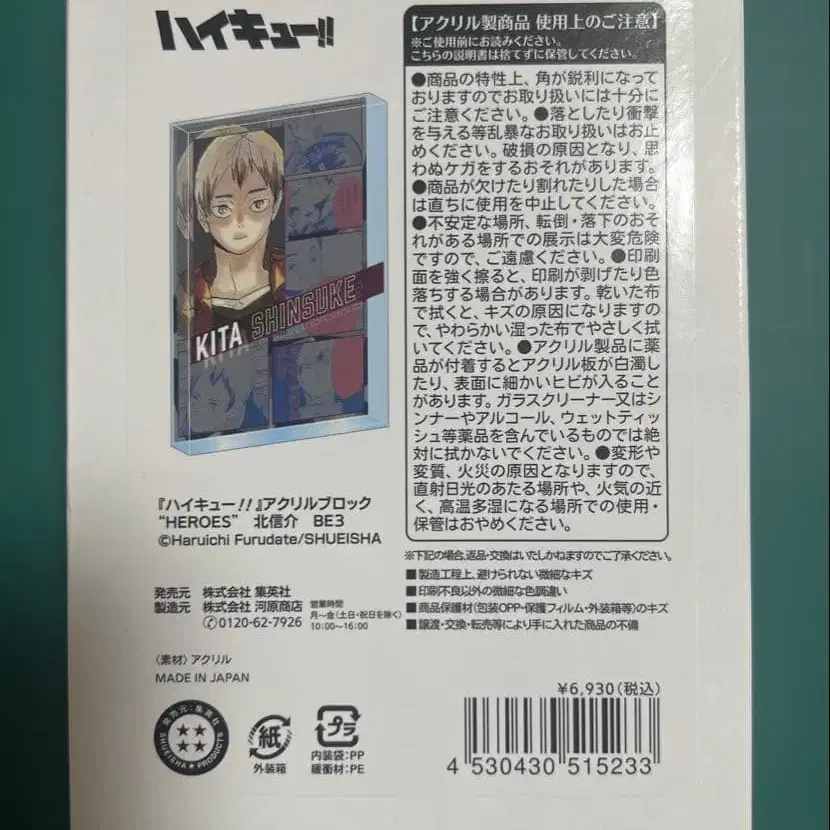 ハイキュー!!
KITA SHINSUKE
『ハイキュー!!』アクリルブロック
“HEROES” 北信介 BE3
©Haruichi Furudate/SHUEISHA
発売元 株式会社 集英社
製造元 株式会社 河原商店
0120-62-7926
営業時間
月~金(土日・祝日を除く)
10:00~16:00
〈素材〉アクリル
MADE IN JAPAN
発売元:集英社
SHUEISHA PRODUCTS
紙
外装箱
プラ
内装袋:PP
緩衝材:PE
【アクリル製商品 使用上のご注意】
※ご使用前にお読みください。
こちらの説明書は捨てずに保管してください。
●商品の特性上、角が鋭利になって
おりますのでお取り扱いには十分に
ご注意ください。●落としたり衝撃
を与える等乱暴なお取り扱いはお止
めください。破損の原因となり、思
わぬケガをするおそれがあります。
●商品が欠けたり割れたりした場合
は直ちに使用を中止してください。
●不安定な場所、転倒・落下のおそ
れがある場所での展示は大変危険
ですので、ご遠慮ください。●印刷
面を強く擦ると、印刷が剥げたり色
落ちする場合があります。乾いた布
で拭くと、キズの原因になりますの
で、やわらかい湿った布でやさしく拭
いてください。●アクリル製品に薬
品が付着するとアクリル板が白濁し
たり、表面に細かいヒビが入ること
があります。ガラスクリーナー又はシ
ンナーやアルコール、ウェットティッ
シュ等薬品を含んでいるものでは絶
対に拭かないでください。●変形や
変質、火災の原因となりますので、
直射日光のあたる場所や、火気の近
く、高温多湿になる場所での使用・
保管はおやめください。
※下記の場合、返品・交換はいたしかねますのでご了承ください。
■製造工程上、避けられない微細なキズ
■印刷不良以外の微細な色調違い
■商品保護材(包装OPP・保護フィルム・外装箱等)のキズ
■譲渡・交換・転売等により手に入れた商品の不備
¥6,930(税込)
4 530430 515233